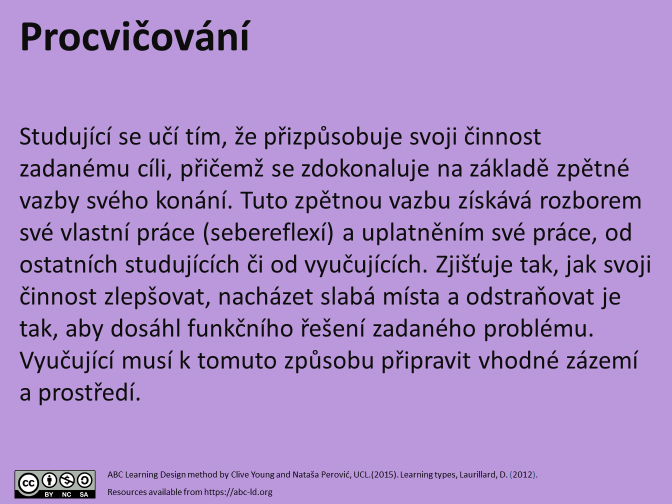 Procvičování
Studující se učí tím, že přizpůsobuje svoji činnost
zadanému cíli, přičemž se zdokonaluje na základě zpětné
vazby svého konání. Tuto zpětnou vazbu získává rozborem
své vlastní práce (sebereflexí) a uplatněním své práce, od
ostatních studujících či od vyučujících. Zjišťuje tak, jak svoji
činnost zlepšovat, nacházet slabá místa a odstraňovat je
tak, aby dosáhl funkčního řešení zadaného problému.
Vyučující musí k tomuto způsobu připravit vhodné zázemí
a prostředí.
ABC Learning Design method by Clive Young and Nataša Perović, UCL.(2015). Learning types, Laurillard, D. (2012).
Resources available from https://abc-ld.org
cc BY NC SA